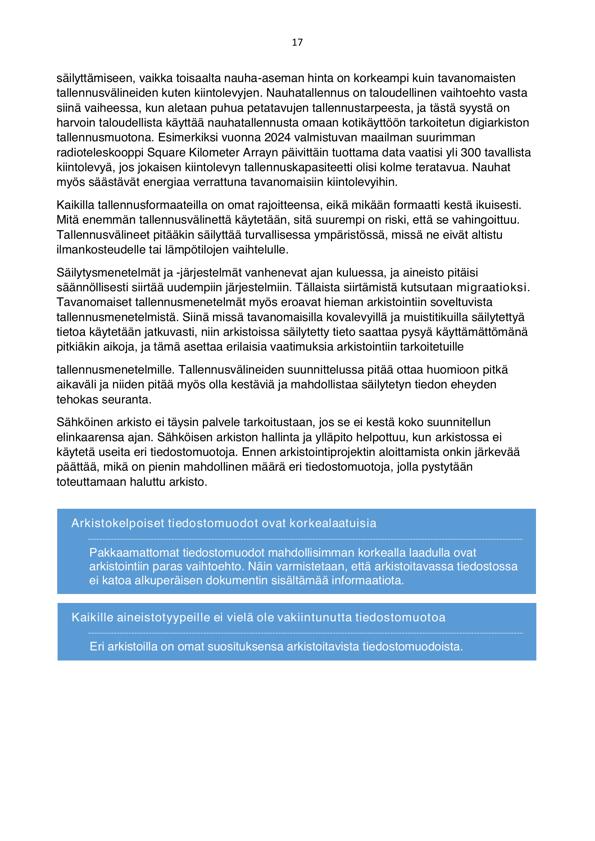 17
säilyttämiseen, vaikka toisaalta nauha-aseman hinta on korkeampi kuin tavanomaisten
tallennusvälineiden kuten kiintolevyjen. Nauhatallennus on taloudellinen vaihtoehto vasta
siinä vaiheessa, kun aletaan puhua petatavujen tallennustarpeesta, ja tästä syystä on
harvoin taloudellista käyttää nauhatallennusta omaan kotikäyttöön tarkoitetun digiarkiston
tallennusmuotona. Esimerkiksi vuonna 2024 valmistuvan maailman suurimman
radioteleskooppi Square Kilometer Arrayn päivittäin tuottama data vaatisi yli 300 tavallista
kiintolevyä, jos jokaisen kiintolevyn tallennuskapasiteetti olisi kolme teratavua. Nauhat
myös säästävät energiaa verrattuna tavanomaisiin kiintolevyihin.
Kaikilla tallennusformaateilla on omat rajoitteensa, eikä mikään formaatti kestä ikuisesti.
Mitä enemmän tallennusvälinettä käytetään, sitä suurempi on riski, että se vahingoittuu.
Tallennusvälineet pitääkin säilyttää turvallisessa ympäristössä, missä ne eivät altistu
ilmankosteudelle tai lämpötilojen vaihtelulle.
Säilytysmenetelmät ja -järjestelmät vanhenevat ajan kuluessa, ja aineisto pitäisi
säännöllisesti siirtää uudempiin järjestelmiin. Tällaista siirtämistä kutsutaan migraatioksi.
Tavanomaiset tallennusmenetelmät myös eroavat hieman arkistointiin soveltuvista
tallennusmenetelmistä. Siinä missä tavanomaisilla kovalevyillä ja muistitikuilla säilytettyä
tietoa käytetään jatkuvasti, niin arkistoissa säilytetty tieto saattaa pysyä käyttämättömänä
pitkiäkin aikoja, ja tämä asettaa erilaisia vaatimuksia arkistointiin tarkoitetuille
tallennusmenetelmille. Tallennusvälineiden suunnittelussa pitää ottaa huomioon pitkä
aikaväli ja niiden pitää myös olla kestäviä ja mahdollistaa säilytetyn tiedon eheyden
tehokas seuranta.
Sähköinen arkisto ei täysin palvele tarkoitustaan, jos se ei kestä koko suunnitellun
elinkaarensa ajan. Sähköisen arkiston hallinta ja ylläpito helpottuu, kun arkistossa ei
käytetä useita eri tiedostomuotoja. Ennen arkistointiprojektin aloittamista onkin järkevää
päättää, mikä on pienin mahdollinen määrä eri tiedostomuotoja, jolla pystytään
toteuttamaan haluttu arkisto.
Arkistokelpoiset tiedostomuodot ovat korkealaatuisia
Pakkaamattomat tiedostomuodot mahdollisimman korkealla laadulla ovat
arkistointiin paras vaihtoehto. Näin varmistetaan, että arkistoitavassa tiedostossa
ei katoa alkuperäisen dokumentin sisältämää informaatiota.
Kaikille aineistotyypeille ei vielä ole vakiintunutta tiedostomuotoa
Eri arkistoilla on omat suosituksensa arkistoitavista tiedostomuodoista.